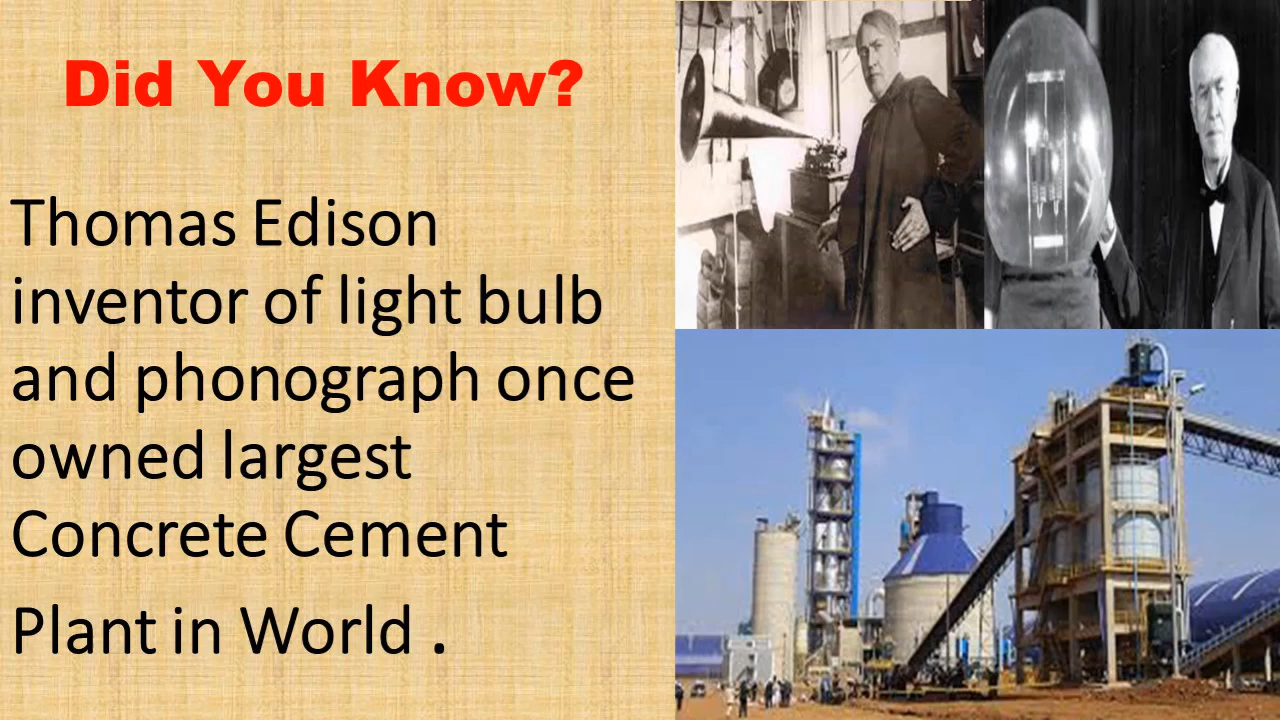 Did You Know?
Thomas Edison
inventor of light bulb
and phonograph once
owned largest
Concrete Cement
Plant in World .